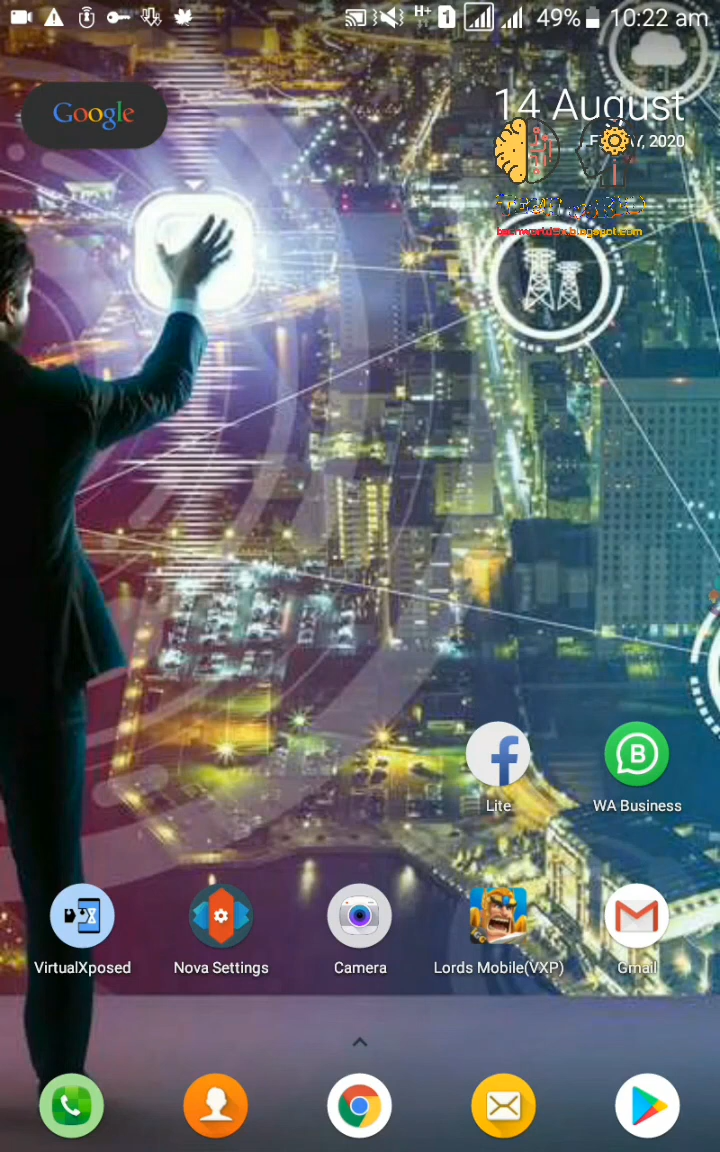 H+ 1 49% 10:22 am
Google
14 August
2020
Lite
B
WA Business
VirtualXposed
Nova Settings
Camera
Lords Mobile(VXP)
Gmail